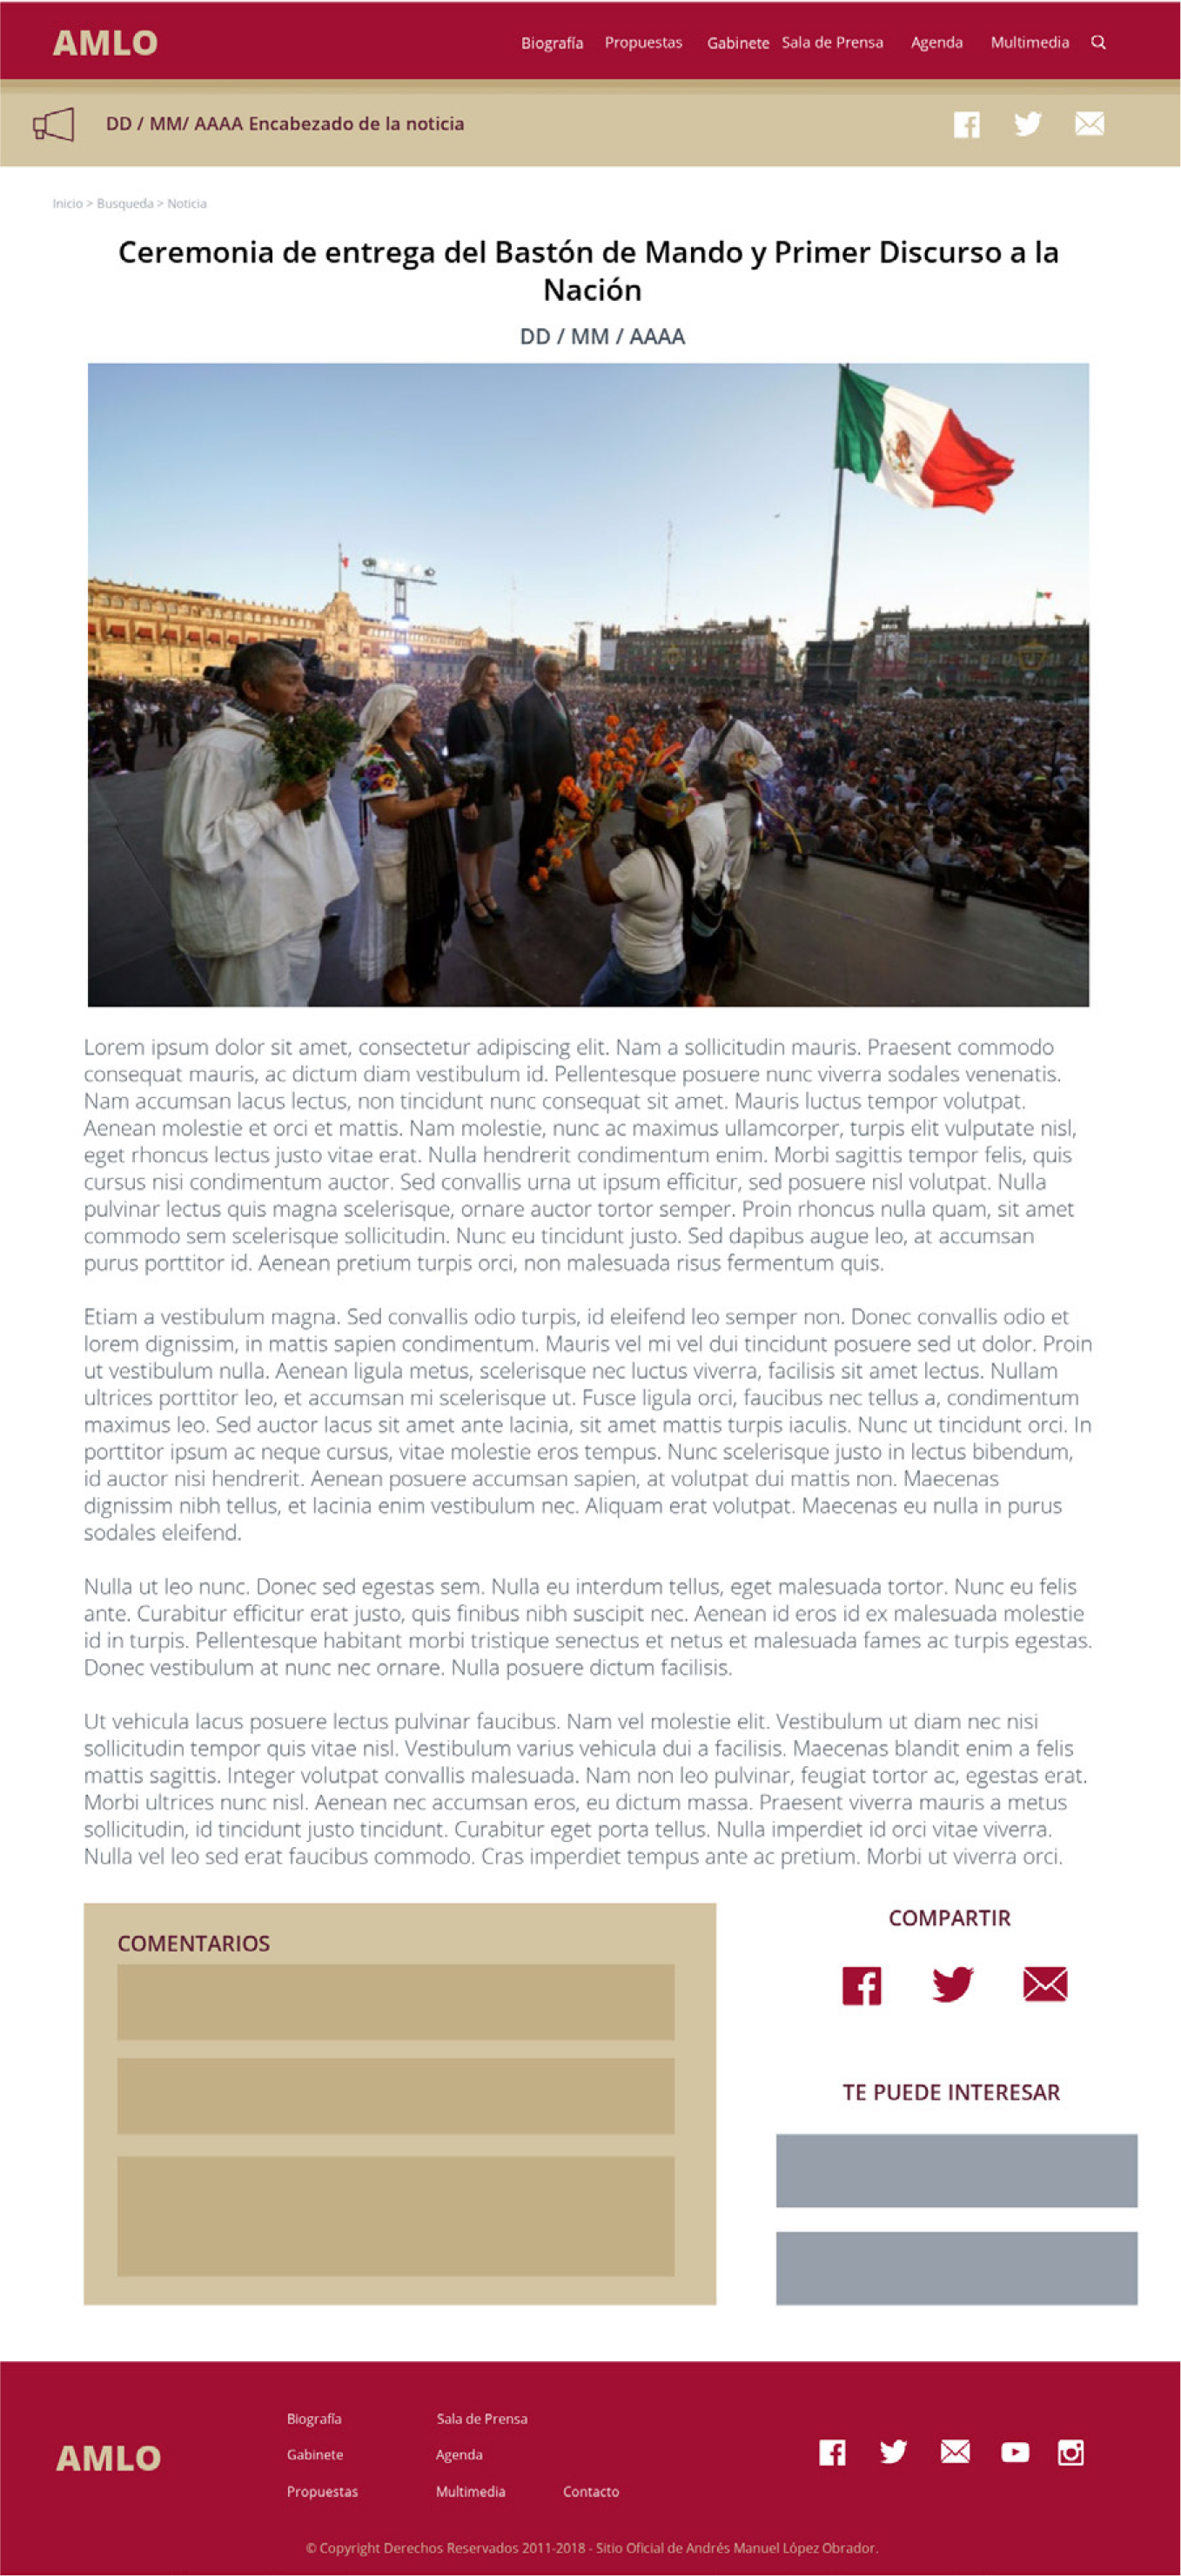 AMLO
Biografía Propuestas Gabinete Sala de Prensa Agenda Multimedia
DD / MM/ AAAA Encabezado de la noticia
Inicio > Busqueda > Noticia
Ceremonia de entrega del Bastón de Mando y Primer Discurso a la
Nación
DD / MM / AAAA
Lorem ipsum dolor sit amet, consectetur adipiscing elit. Nam a sollicitudin mauris. Praesent commodo
consequat mauris, ac dictum diam vestibulum id. Pellentesque posuere nunc viverra sodales venenatis.
Nam accumsan lacus lectus, non tincidunt nunc consequat sit amet. Mauris luctus tempor volutpat.
Aenean molestie et orci et mattis. Nam molestie, nunc ac maximus ullamcorper, turpis elit vulputate nisl,
eget rhoncus lectus justo vitae erat. Nulla hendrerit condimentum enim. Morbi sagittis tempor felis, quis
cursus nisi condimentum auctor. Sed convallis urna ut ipsum efficitur, sed posuere nisl volutpat. Nulla
pulvinar lectus quis magna scelerisque, ornare auctor tortor semper. Proin rhoncus nulla quam, sit amet
commodo sem scelerisque sollicitudin. Nunc eu tincidunt justo. Sed dapibus augue leo, at accumsan
purus porttitor id. Aenean pretium turpis orci, non malesuada risus fermentum quis.
Etiam a vestibulum magna. Sed convallis odio turpis, id eleifend leo semper non. Donec convallis odio et
lorem dignissim, in mattis sapien condimentum. Mauris vel mi vel dui tincidunt posuere sed ut dolor. Proin
ut vestibulum nulla. Aenean ligula metus, scelerisque nec luctus viverra, facilisis sit amet lectus. Nullam
ultrices porttitor leo, et accumsan mi scelerisque ut. Fusce ligula orci, faucibus nec tellus a, condimentum
maximus leo. Sed auctor lacus sit amet ante lacinia, sit amet mattis turpis iaculis. Nunc ut tincidunt orci. In
porttitor ipsum ac neque cursus, vitae molestie eros tempus. Nunc scelerisque justo in lectus bibendum,
id auctor nisi hendrerit. Aenean posuere accumsan sapien, at volutpat dui mattis non. Maecenas
dignissim nibh tellus, et lacinia enim vestibulum nec. Aliquam erat volutpat. Maecenas eu nulla in purus
sodales eleifend.
Nulla ut leo nunc. Donec sed egestas sem. Nulla eu interdum tellus, eget malesuada tortor. Nunc eu felis
ante. Curabitur efficitur erat justo, quis finibus nibh suscipit nec. Aenean id eros id ex malesuada molestie
id in turpis. Pellentesque habitant morbi tristique senectus et netus et malesuada fames ac turpis egestas.
Donec vestibulum at nunc nec ornare. Nulla posuere dictum facilisis.
Ut vehicula lacus posuere lectus pulvinar faucibus. Nam vel molestie elit. Vestibulum ut diam nec nisi
sollicitudin tempor quis vitae nisl. Vestibulum varius vehicula dui a facilisis. Maecenas blandit enim a felis
mattis sagittis. Integer volutpat convallis malesuada. Nam non leo pulvinar, feugiat tortor ac, egestas erat.
Morbi ultrices nunc nisl. Aenean nec accumsan eros, eu dictum massa. Praesent viverra mauris a metus
sollicitudin, id tincidunt justo tincidunt. Curabitur eget porta tellus. Nulla imperdiet id orci vitae viverra.
Nulla vel leo sed erat faucibus commodo. Cras imperdiet tempus ante ac pretium. Morbi ut viverra orci.
COMENTARIOS
COMPARTIR
TE PUEDE INTERESAR
AMLO
Biografía Sala de Prensa
Gabinete Agenda
Propuestas Multimedia Contacto
© Copyright Derechos Reservados 2011-2018 - Sitio Oficial de Andrés Manuel López Obrador.